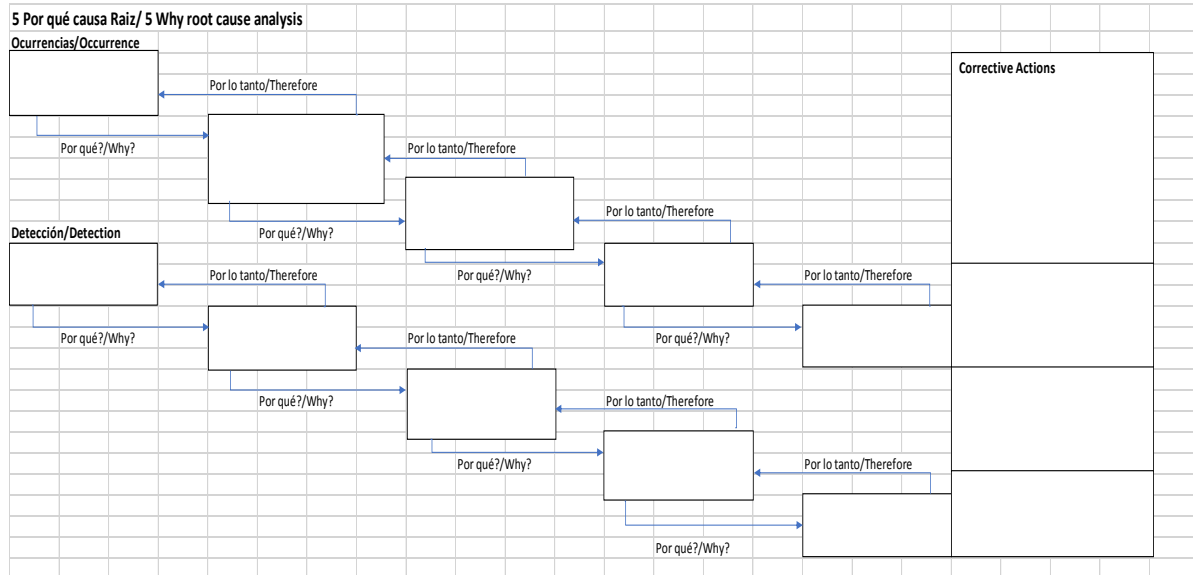 5 Por qué causa Raiz/ 5 Why root cause analysis
Ocurrencias/Occurrence
Corrective Actions
Por lo tanto/Therefore
Por qué?/Why?
Por lo tanto/Therefore
Por qué?/Why?
Por lo tanto/Therefore
Por qué?/Why?
Por lo tanto/Therefore
Por qué?/Why?
Detección/Detection
Por lo tanto/Therefore
Por qué?/Why?
Por lo tanto/Therefore
Por qué?/Why?
Por lo tanto/Therefore
Por qué?/Why?
Por lo tanto/Therefore
Por qué?/Why?